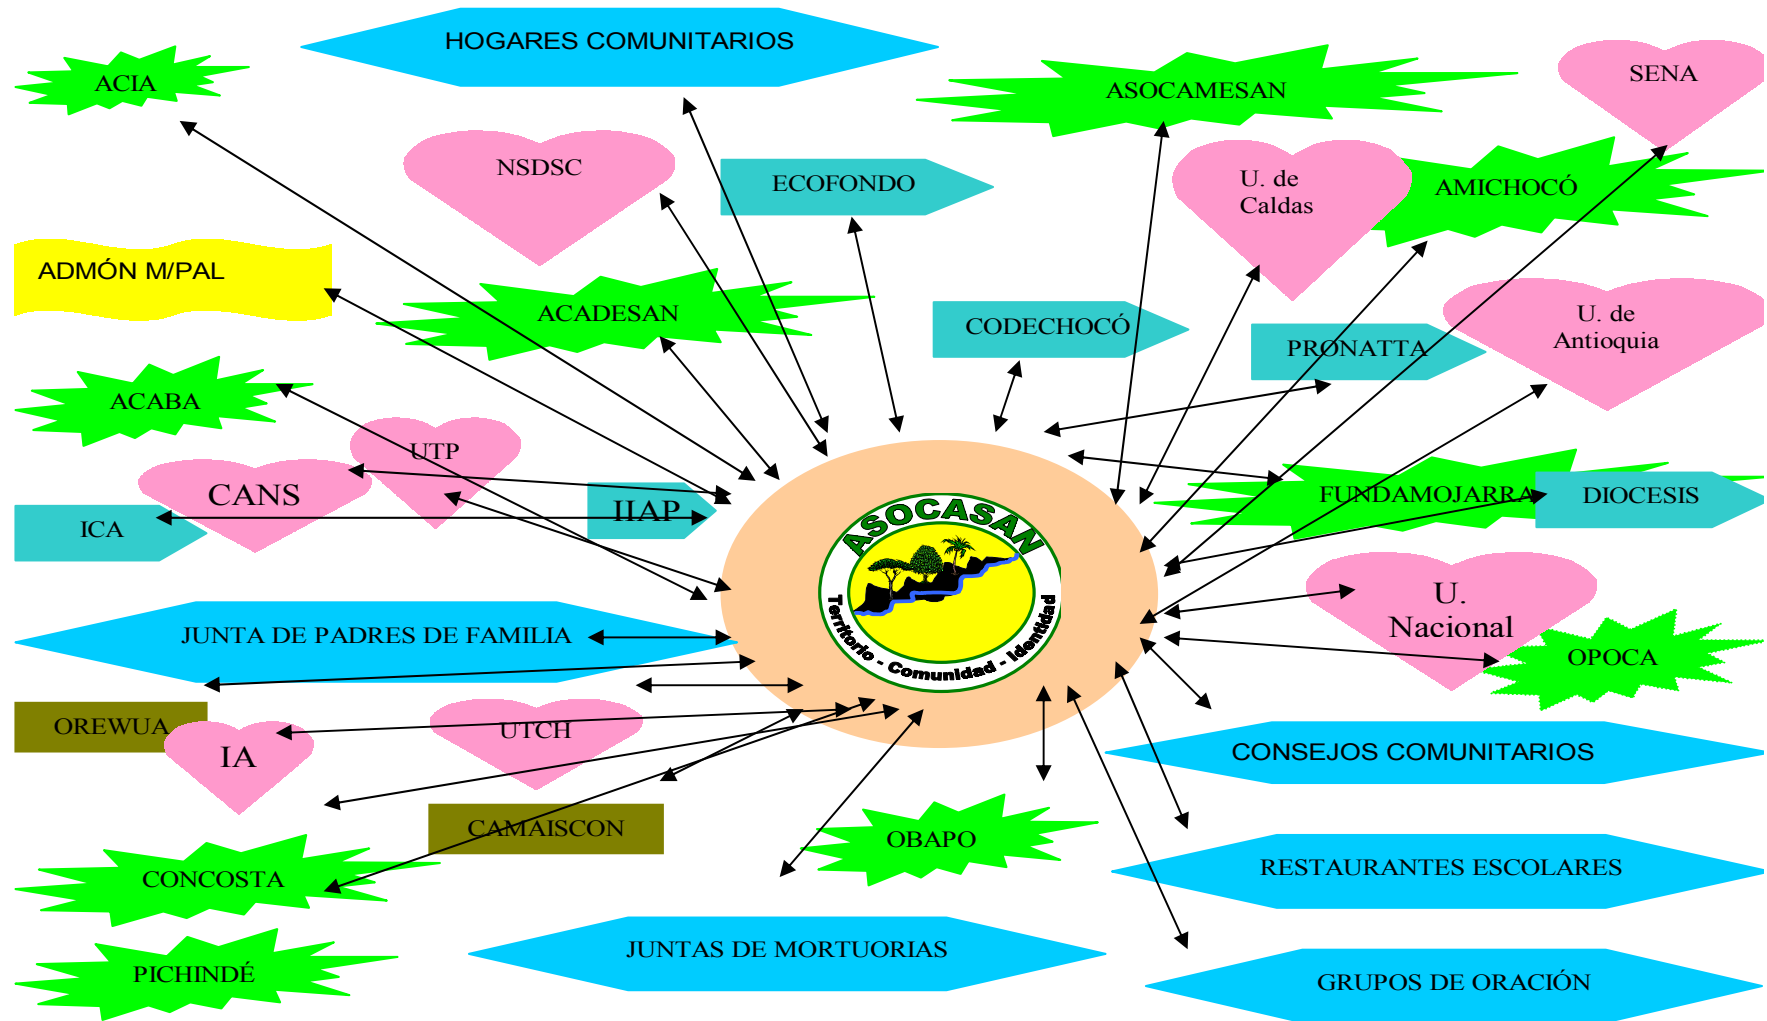 HOGARES COMUNITARIOS
ACIA
ASOCAMESAN
SENA
NSDSC
ECOFONDO
U. de
Caldas
AMICHOCÓ
ADMÓN M/PAL
ACADESAN
CODECHOCÓ
PRONATTA
U. de
Antioquia
ACABA
UTP
CANS
ICA
IIAP
FUNDAMOJARRA
DIOCESIS
ASOCASAN
Territorio - Comunidad - Identidad
U.
Nacional
JUNTA DE PADRES DE FAMILIA
OPOCA
OREWUA
IA
UTCH
CONSEJOS COMUNITARIOS
CAMAISCON
OBAPO
RESTAURANTES ESCOLARES
CONCOSTA
JUNTAS DE MORTUORIAS
PICHINDÉ
GRUPOS DE ORACIÓN